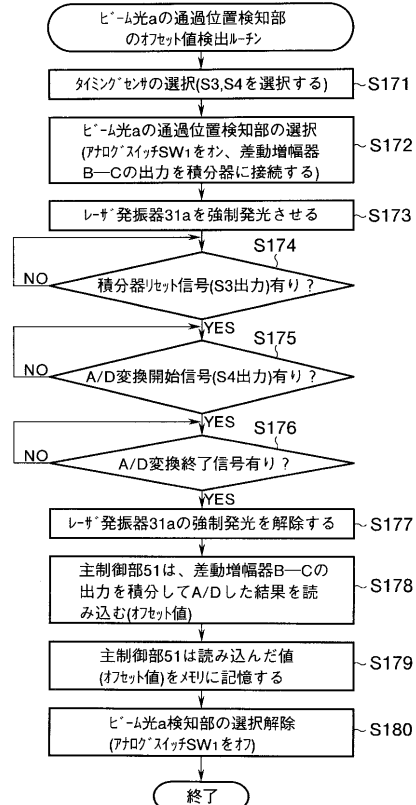 ﾋﾞｰﾑ光aの通過位置検知部
のｵﾌｾｯﾄ値検出ﾙｰﾁﾝ
ﾀｲﾐﾝｸﾞｾﾝｻの選択(S3,S4を選択する)
S171
ﾋﾞｰﾑ光aの通過位置検知部の選択
(ｱﾅﾛｸﾞｽｲｯﾁSW1をｵﾝ、差動増幅器
B―Cの出力を積分器に接続する)
S172
ﾚｰｻﾞ発振器31aを強制発光させる
S173
S174
積分器ﾘｾｯﾄ信号(S3出力)有り？
NO
YES
S175
A/D変換開始信号(S4出力)有り？
NO
YES
S176
A/D変換終了信号有り？
NO
YES
ﾚｰｻﾞ発振器31aの強制発光を解除する
S177
主制御部51は、差動増幅器B―Cの
出力を積分してA/Dした結果を読
み込む(ｵﾌｾｯﾄ値)
S178
主制御部51は読み込んだ値
(ｵﾌｾｯﾄ値)をﾒﾓﾘに記憶する
S179
ﾋﾞｰﾑ光a検知部の選択解除
(ｱﾅﾛｸﾞｽｲｯﾁSW1をｵﾌ)
S180
終了